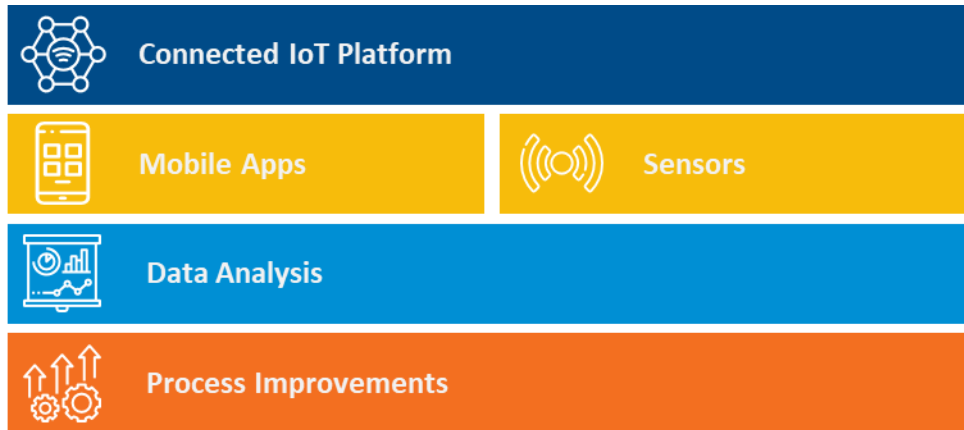 Connected IoT Platform
Mobile Apps
Sensors
Data Analysis
Process Improvements